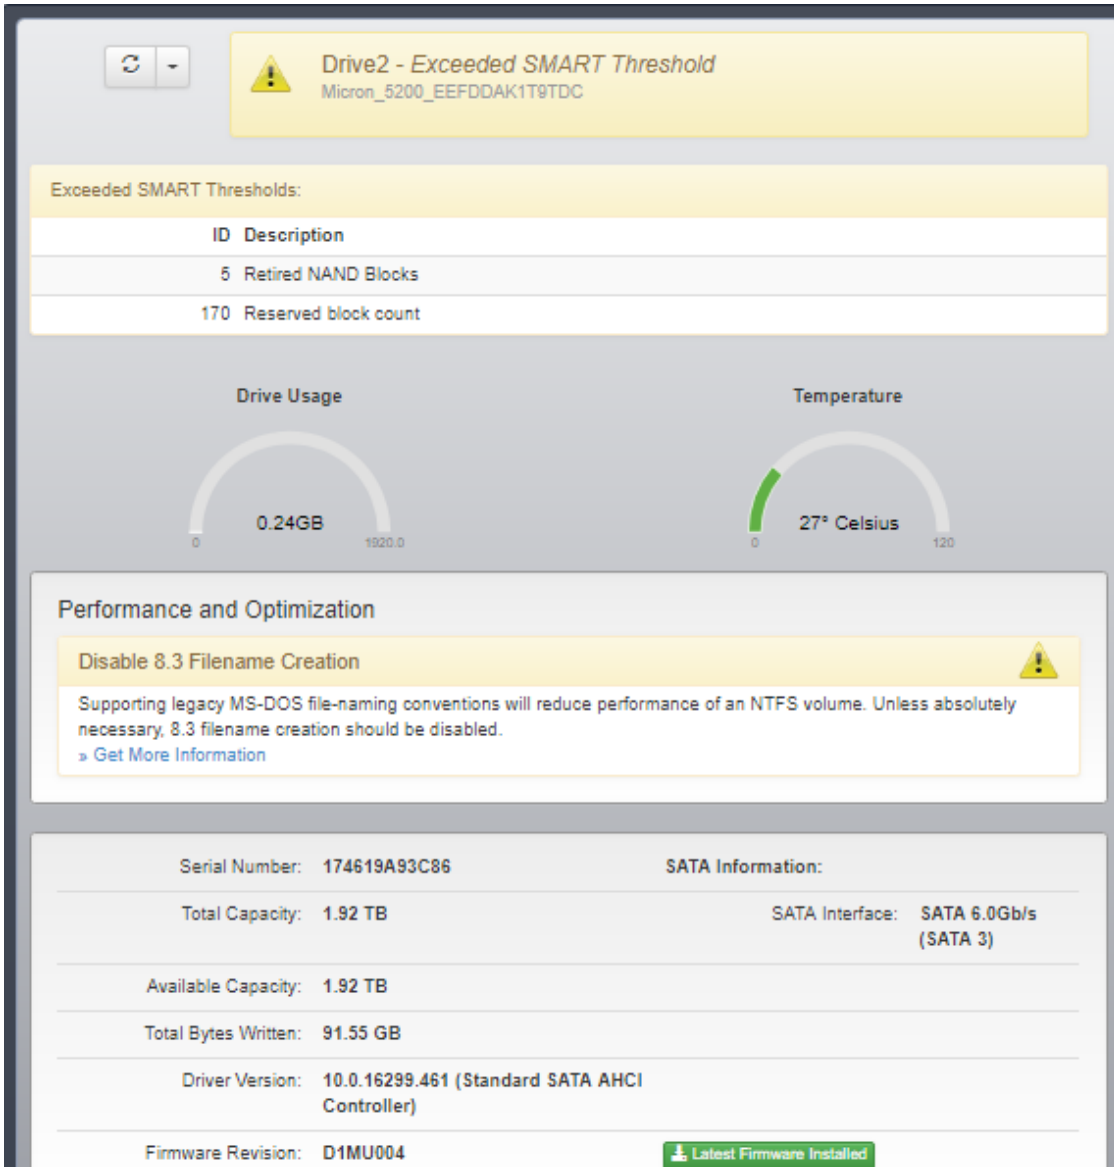 Drive2 - Exceeded SMART Threshold
Micron_5200_EEFDDAK1T9TDC
Exceeded SMART Thresholds:
ID Description
5 Retired NAND Blocks
170 Reserved block count
Drive Usage
0.24GB
0 1920.0
Temperature
27° Celsius
0 120
Performance and Optimization
Disable 8.3 Filename Creation
Supporting legacy MS-DOS file-naming conventions will reduce performance of an NTFS volume. Unless absolutely
necessary, 8.3 filename creation should be disabled.
» Get More Information
Serial Number: 174619A93C86 SATA Information:
Total Capacity: 1.92 TB SATA Interface: SATA 6.0Gb/s
(SATA 3)
Available Capacity: 1.92 TB
Total Bytes Written: 91.55 GB
Driver Version: 10.0.16299.461 (Standard SATA AHCI
Controller)
Firmware Revision: D1MU004 Latest Firmware Installed